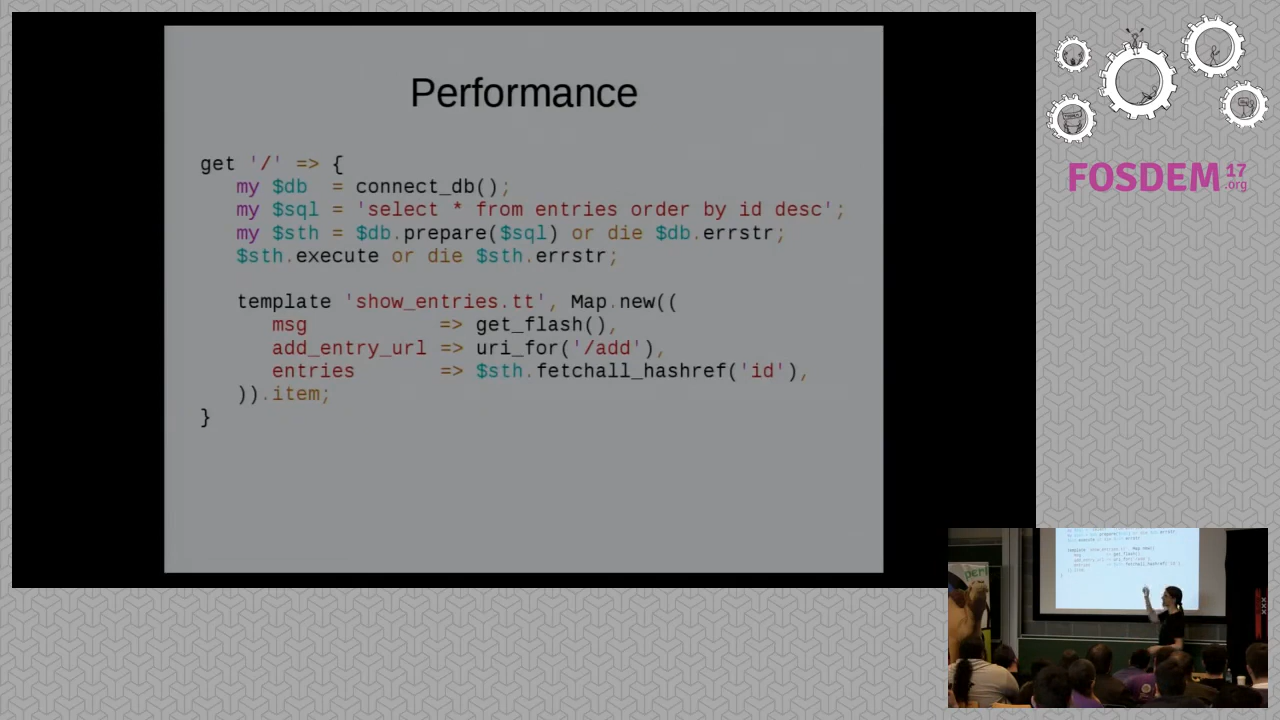 Performance
get '/' => {
my $db = connect_db();
my $sql = 'select * from entries order by id desc';
my $sth = $db.prepare($sql) or die $db.errstr;
$sth.execute or die $sth.errstr;
template 'show_entries.tt', Map.new((
msg => get_flash(),
add_entry_url => uri_for('/add'),
entries => $sth.fetchall_hashref('id'),
)).item;
}
FOSDEM 17
.org